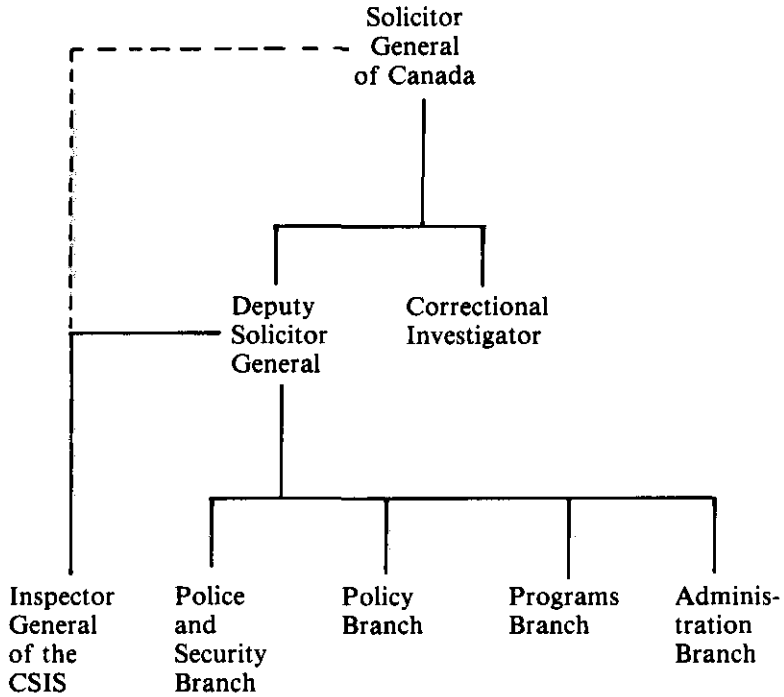 Solicitor
General
of Canada
Deputy
Solicitor
General
Correctional
Investigator
Inspector
General
of the
CSIS
Police
and
Security
Branch
Policy
Branch
Programs
Branch
Adminis-
tration
Branch